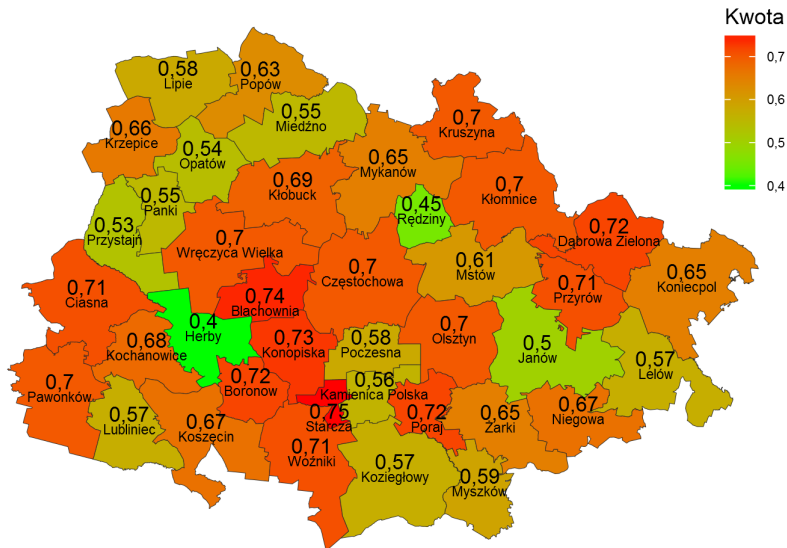 Kwota
0,7
0,6
0,5
0,4
0,58
Lipie
0,63
Popów
0,55
Miedźno
0,66
Krzepice
0,54
Opatów
0,7
Kruszyna
0,65
Mykanów
0,69
Kłobuck
0,7
Kłomnice
0,55
Panki
0,45
Rędziny
0,53
Przystajń
0,7
Wręczyca Wielka
0,72
Dąbrowa Zielona
0,7
Częstochowa
0,61
Mstów
0,65
Koniecpol
0,71
Ciasna
0,74
Blachownia
0,71
Przyrów
0,4
Herby
0,68
Kochanowice
0,73
Konopiska
0,58
Poczesna
0,7
Olsztyn
0,5
Janów
0,57
Lelów
0,7
Pawonków
0,72
Boronow
0,56
Kamienica Polska
0,57
Lubliniec
0,67
Koszecin
0,75
Starcza
0,72
Poraj
0,65
Żarki
0,67
Niegowa
0,71
Woźniki
0,57
Koziegłowy
0,59
Myszków